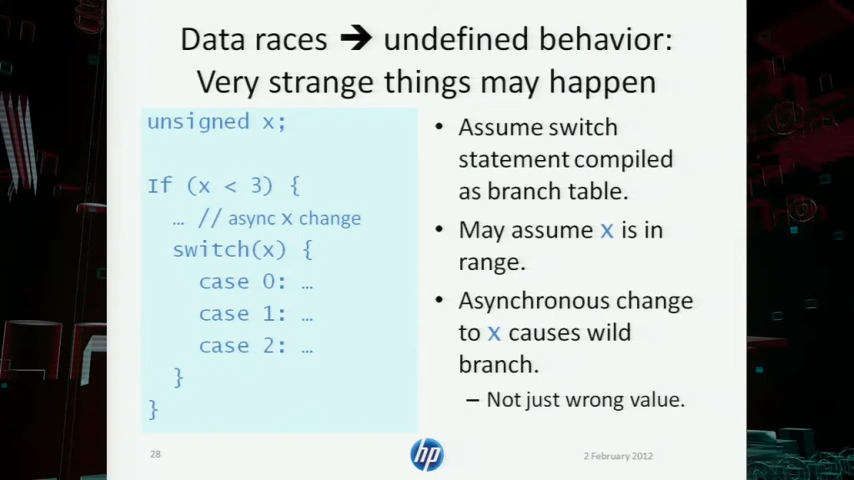 Data races ➔ undefined behavior:
Very strange things may happen
unsigned x;
If (x < 3) {
… // async x change
switch(x) {
case 0: …
case 1: …
case 2: …
}
}
• Assume switch
statement compiled
as branch table.
• May assume x is in
range.
• Asynchronous change
to x causes wild
branch.
– Not just wrong value.
28
hp
2 February 2012